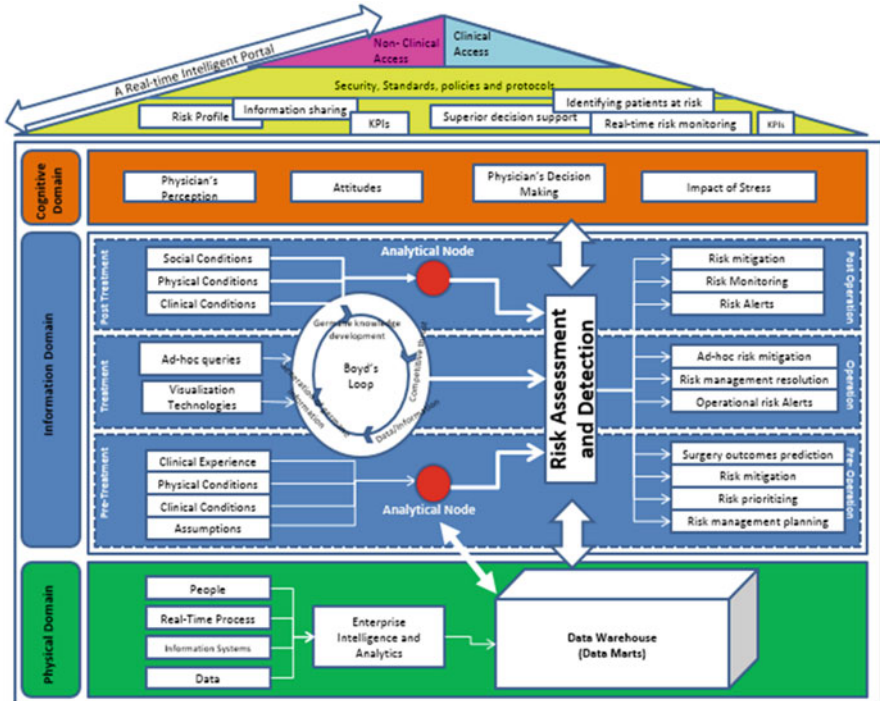 A Real-time Intelligent Portal
Non- Clinical
Access
Clinical
Access
Security, Standards, policies and protocols
Risk Profile
Information sharing
KPIs
Superior decision support
Identifying patients at risk
Real-time risk monitoring
KPIs
Cognitive
Domain
Physician's
Perception
Attitudes
Physician's Decision
Making
Impact of Stress
Information Domain
Post Treatment
Social Conditions
Physical Conditions
Clinical Conditions
Analytical Node
Risk mitigation
Risk Monitoring
Risk Alerts
Post Operation
Treatment
Ad-hoc queries
Visualization
Technologies
Germane knowledge
development
Competitive
Data/Information
information
Boyd's
Loop
Risk Assessment
and Detection
Ad-hoc risk mitigation
Risk management resolution
Operational risk Alerts
Operation
Pre-Treatment
Clinical Experience
Physical Conditions
Clinical Conditions
Assumptions
Analytical Node
Surgery outcomes prediction
Risk mitigation
Risk prioritizing
Risk management planning
Pre-Operation
Physical Domain
People
Real-Time Process
Information Systems
Data
Enterprise
Intelligence and
Analytics
Data Warehouse
(Data Marts)